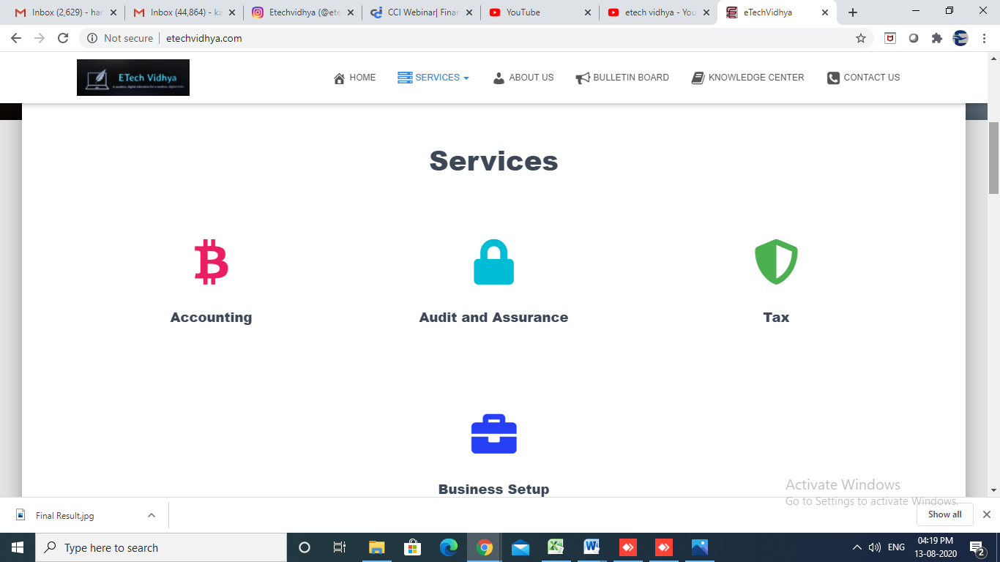 Inbox (2,629) - har
Inbox (44,864) - ka
Etechvidhya (@ete
CCI Webinar| Finan
YouTube
etech vidhya - You
eTechVidhya
Not secure
etechvidhya.com
ETech Vidhya
HOME
SERVICES
ABOUT US
BULLETIN BOARD
KNOWLEDGE CENTER
CONTACT US
Services
Accounting
Audit and Assurance
Tax
Business Setup
Activate Windows
Go to Settings to activate Windows.
Final Result.jpg
Show all
Type here to search
ENG
04:19 PM
13-08-2020
2